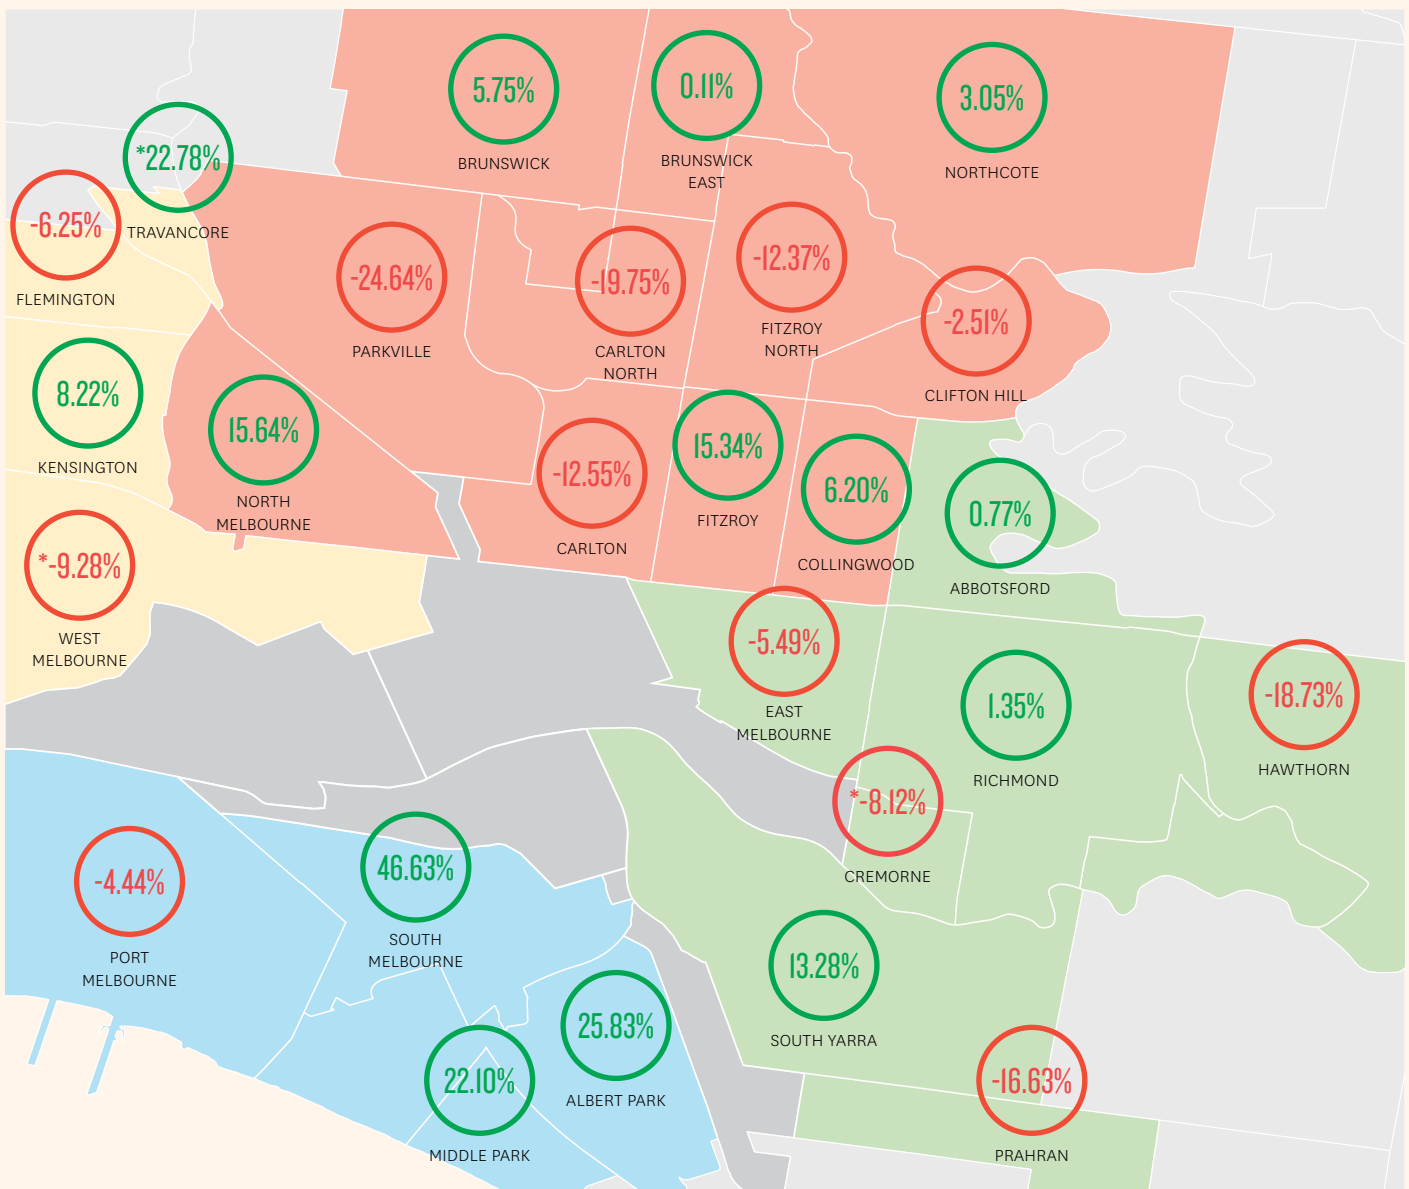 5.75%
BRUNSWICK
0.11%
BRUNSWICK
EAST
3.05%
NORTHCOTE
*22.78%
TRAVANCORE
-6.25%
FLEMINGTON
-24.64%
PARKVILLE
-19.75%
CARLTON
NORTH
-12.37%
FITZROY
NORTH
-2.51%
CLIFTON HILL
8.22%
KENSINGTON
15.64%
NORTH
MELBOURNE
-12.55%
CARLTON
15.34%
FITZROY
6.20%
COLLINGWOOD
0.77%
ABBOTSFORD
*-9.28%
WEST
MELBOURNE
-5.49%
EAST
MELBOURNE
1.35%
RICHMOND
-18.73%
HAWTHORN
*-8.12%
CREMORNE
-4.44%
PORT
MELBOURNE
46.63%
SOUTH
MELBOURNE
13.28%
SOUTH YARRA
25.83%
ALBERT PARK
22.10%
MIDDLE PARK
-16.63%
PRAHRAN